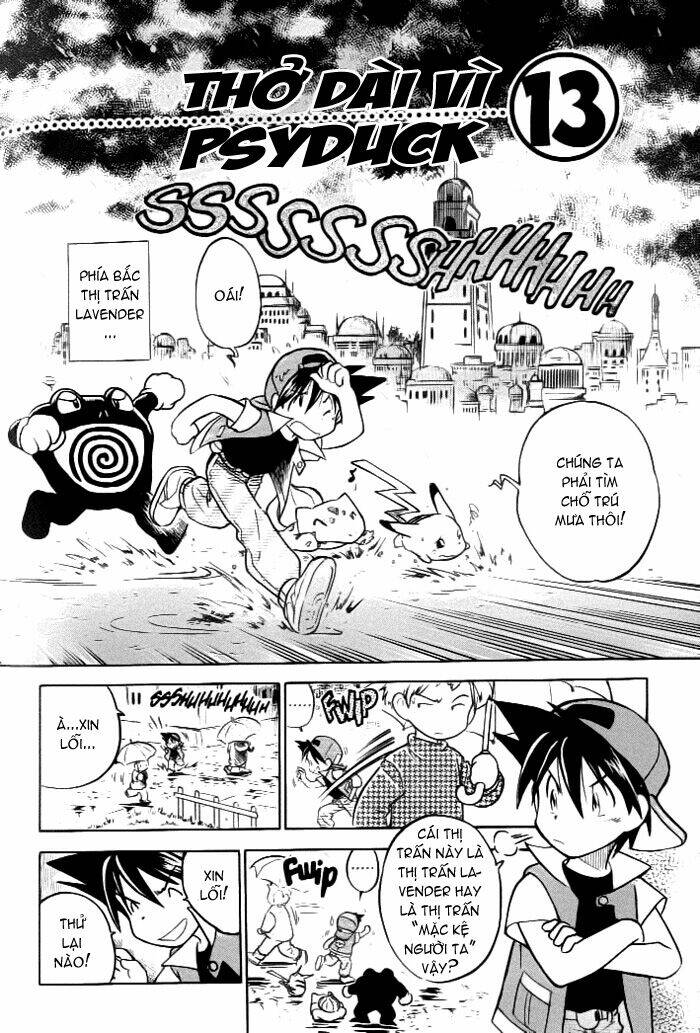 THỞ DÀI VÌ
PSYDUCK
13
SSSSSSSSHHHHHHHH
PHÍA BẮC
THỊ TRẤN
LAVENDER
...
OÁI!
CHÚNG TA
PHẢI TÌM
CHỖ TRÚ
MƯA THÔI!
À...XIN
LỖI...
SSSHHHHHHHH
......
FWIP
XIN
LỖI!
THỬ
LẠI
NÀO!
FWIP
......
CÁI THỊ
TRẤN NÀY LÀ
THỊ TRẤN LA-
VENDER HAY
LÀ THỊ TRẤN
"MẶC KỆ
NGƯỜI TA"
VẬY?